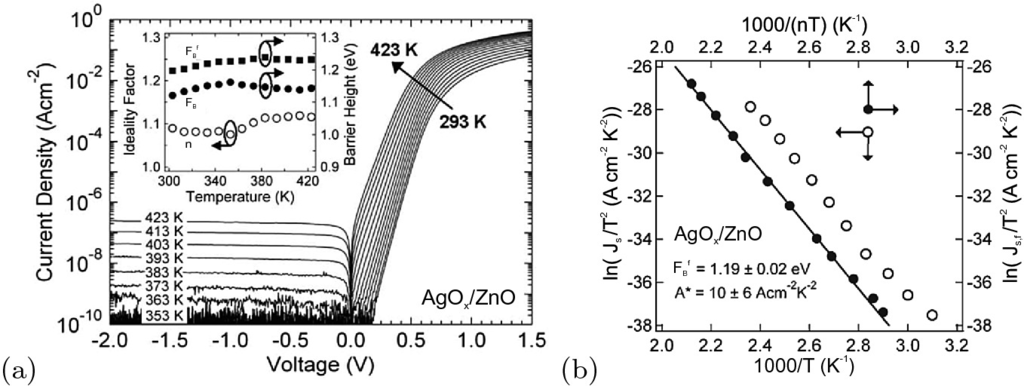 10^0
10^-2
10^-4
10^-6
10^-8
10^-10
Current Density (Acm^-2)
-2.0 -1.5 -1.0 -0.5 0.0 0.5 1.0 1.5
Voltage (V)
423 K
293 K
423 K
413 K
403 K
393 K
383 K
373 K
363 K
353 K
AgO_x/ZnO
1.3
1.2
1.1
1.0
Ideality Factor
F_B^f
F_B
n
1.3
1.2
1.1
1.0
0.9
Barrier Height (eV)
300 340 380 420
Temperature (K)
(a)
1000/(nT) (K^-1)
2.0 2.2 2.4 2.6 2.8 3.0 3.2
-26
-28
-30
-32
-34
-36
-38
ln( J_s/T^2 (A cm^-2 K^-2)
-26
-28
-30
-32
-34
-36
-38
ln( J_s,f/T^2 (A cm^-2 K^-2)
AgO_x/ZnO
F_B^f = 1.19 ± 0.02 eV
A* = 10 ± 6 Acm^-2K^-2
2.0 2.2 2.4 2.6 2.8 3.0 3.2
1000/T (K^-1)
(b)